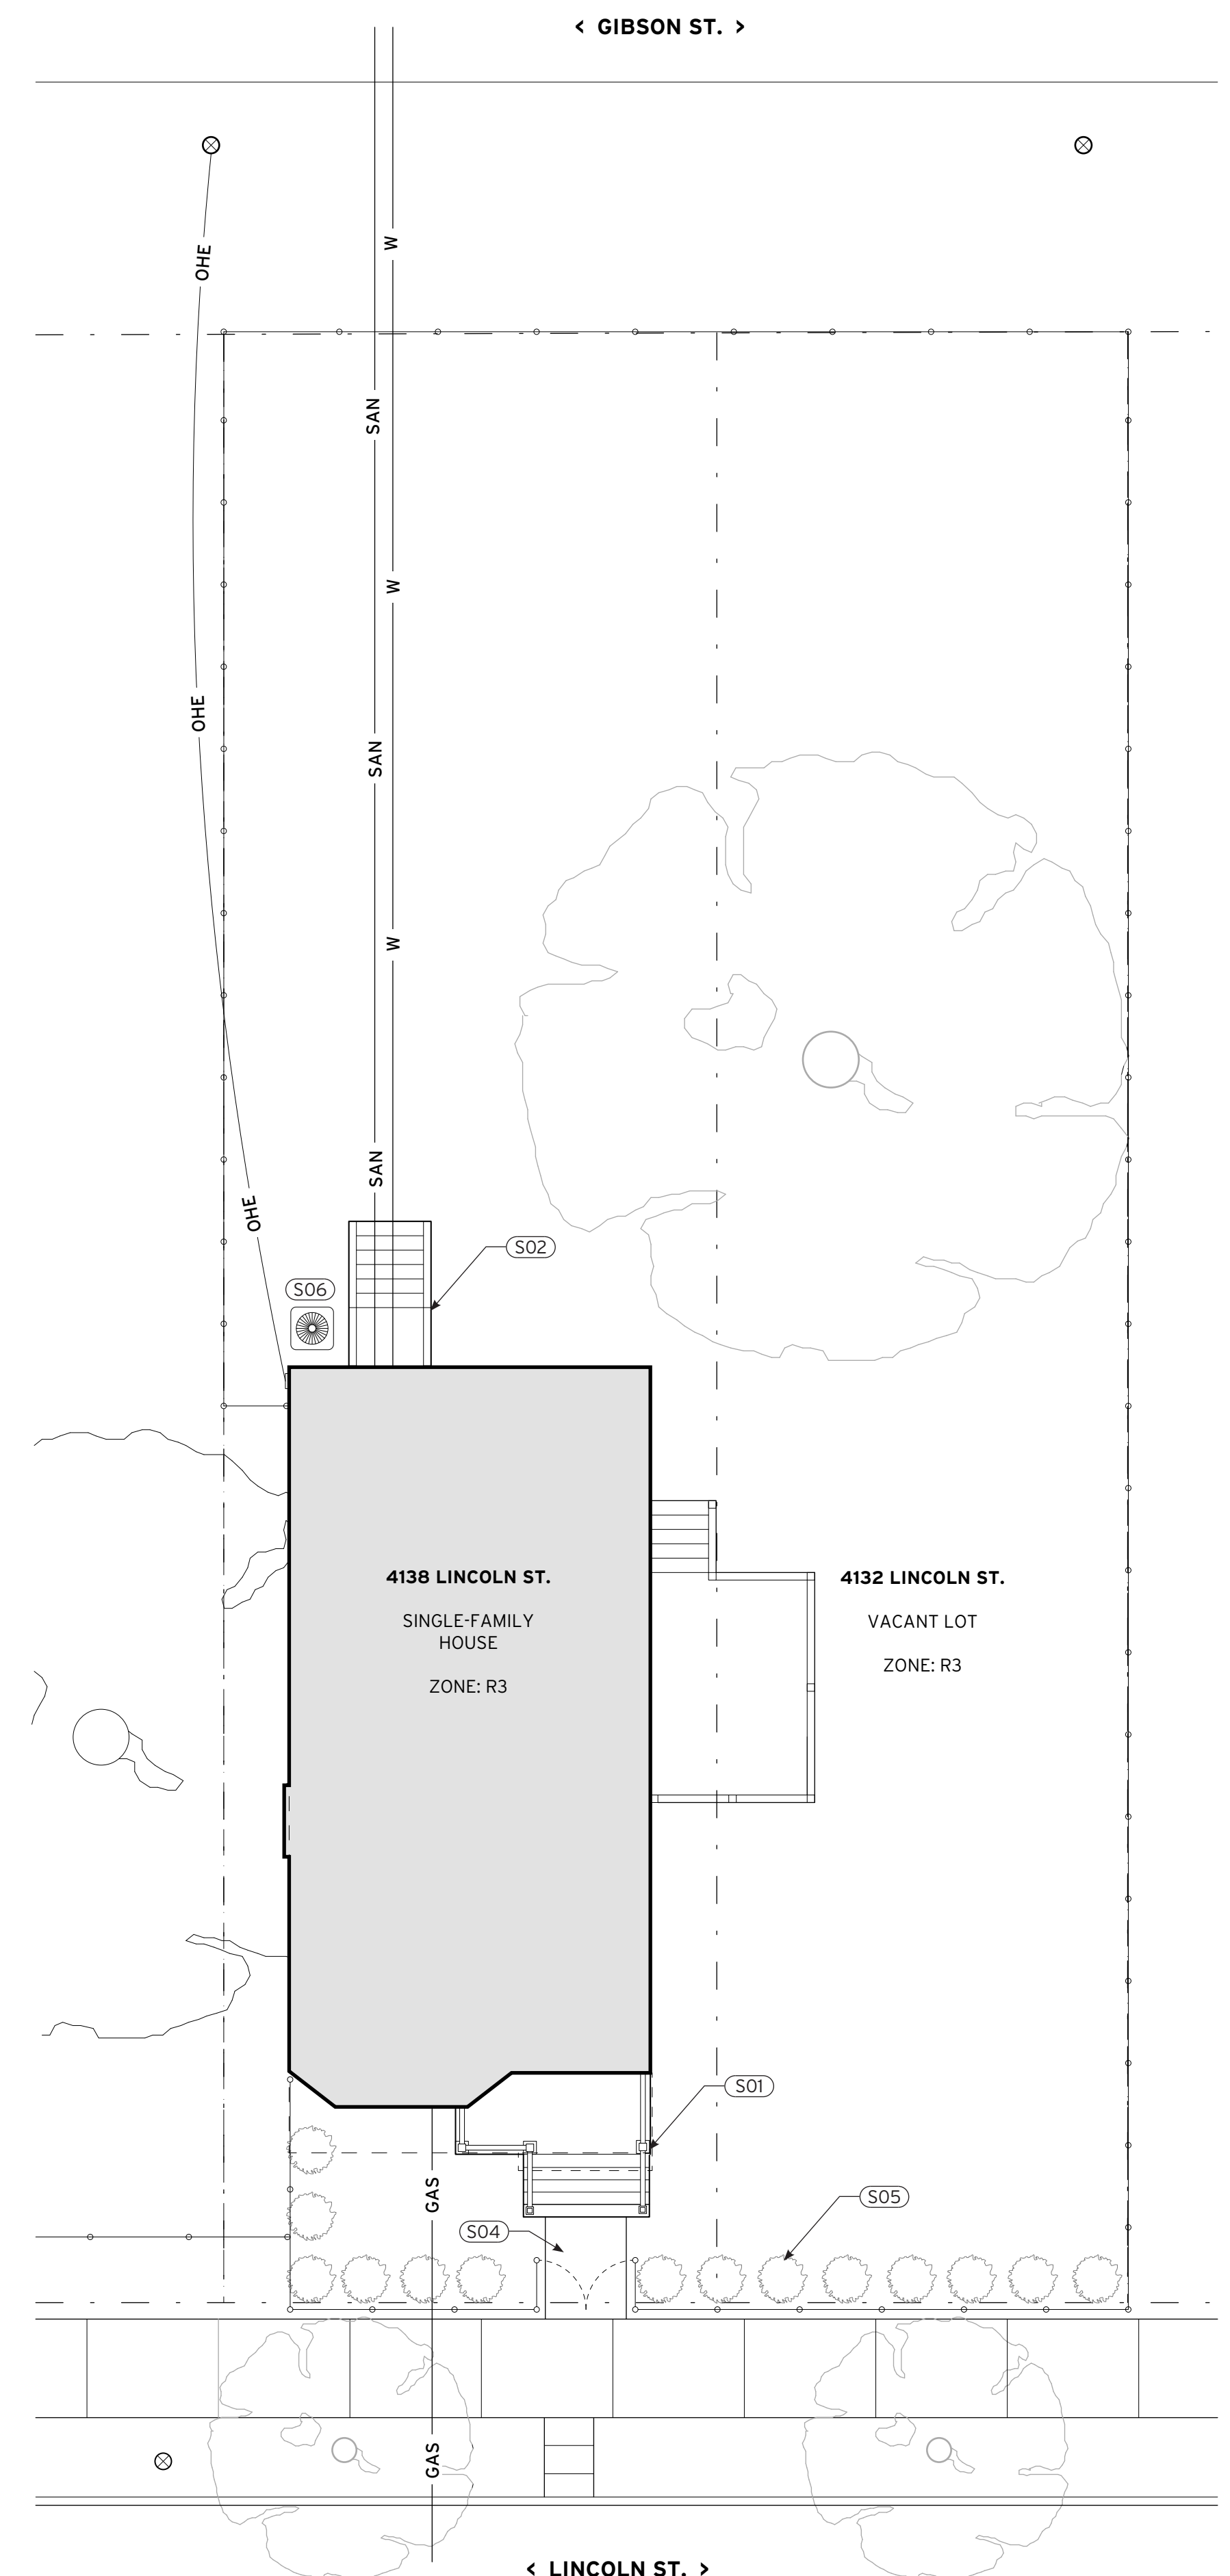 < GIBSON ST. >
OHE
W
SAN
W
OHE
SAN
W
SAN
OHE
S02
S06
4138 LINCOLN ST.
SINGLE-FAMILY
HOUSE
ZONE: R3
4132 LINCOLN ST.
VACANT LOT
ZONE: R3
S01
GAS
S05
S04
GAS
< LINCOLN ST. >